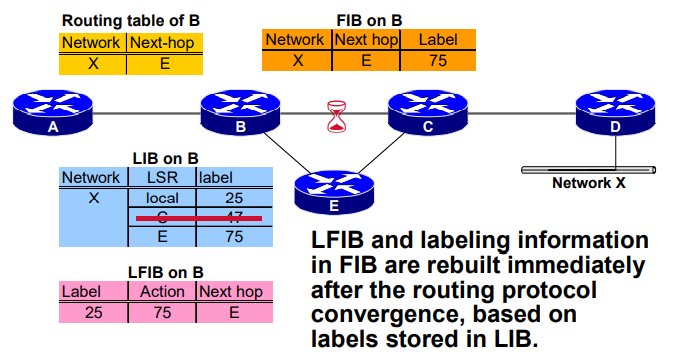 Routing table of B
Network Next-hop
X E
FIB on B
Network Next hop Label
X E 75
A
B
C
D
E
Network X
LIB on B
Network LSR label
X local 25
C 47
E 75
LFIB on B
Label Action Next hop
25 75 E
LFIB and labeling information
in FIB are rebuilt immediately
after the routing protocol
convergence, based on
labels stored in LIB.